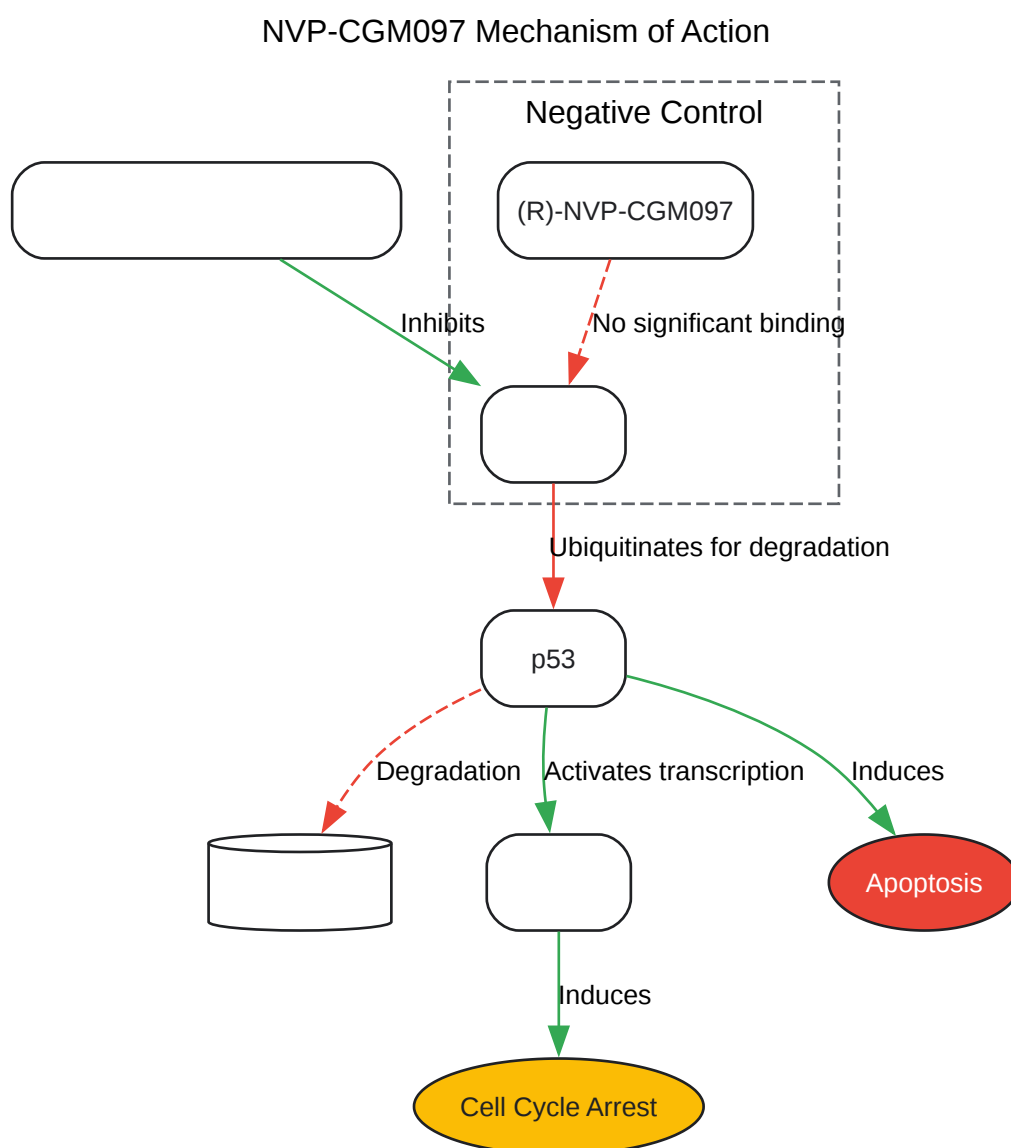 NVP-CGM097 Mechanism of Action
Negative Control
(R)-NVP-CGM097
Inhibits
No significant binding
Ubiquitinates for degradation
p53
Degradation
Activates transcription
Induces
Apoptosis
Induces
Cell Cycle Arrest